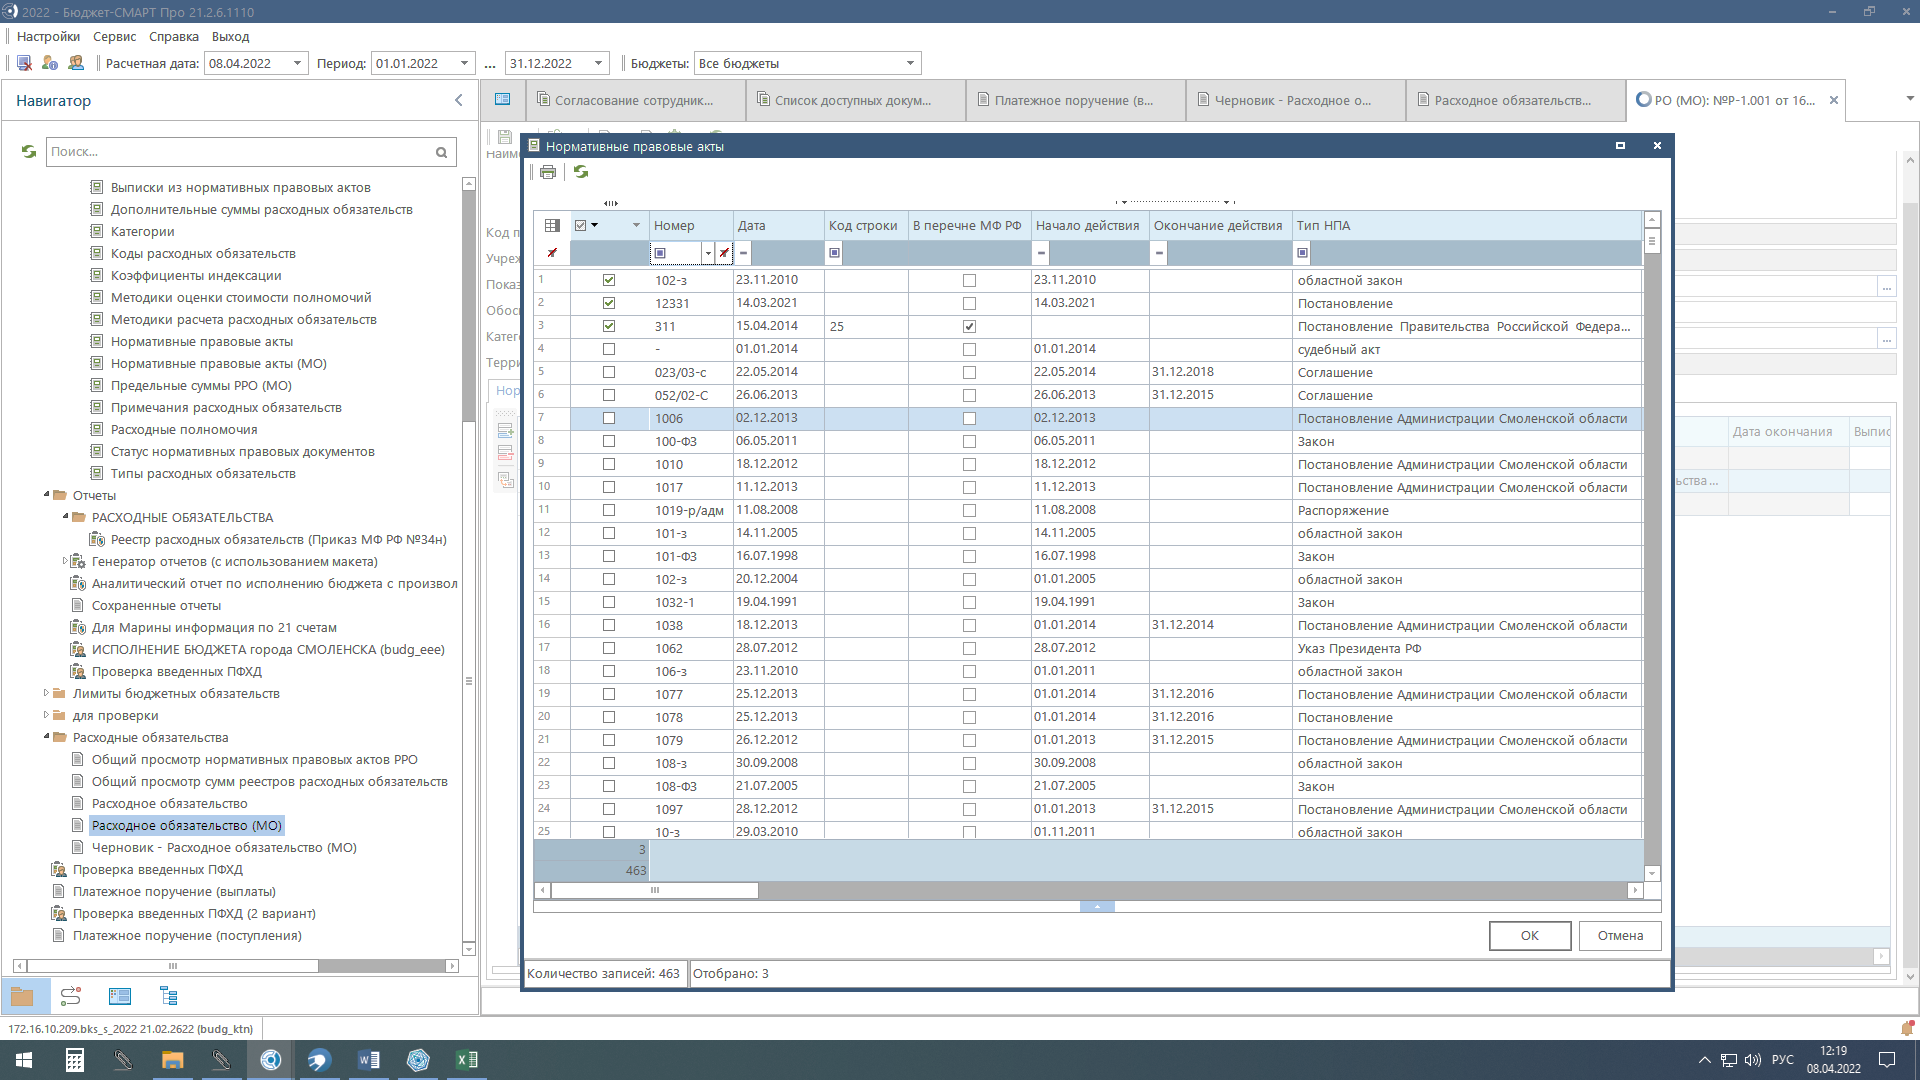 2022 - Бюджет-СМАРТ Про 21.2.6.1110
Настройки Сервис Справка Выход
Расчетная дата: 08.04.2022 Период: 01.01.2022 ... 31.12.2022 Бюджеты: Все бюджеты
Навигатор
Согласование сотрудник...
Список доступных докум...
Платежное поручение (в...
Черновик - Расходное о...
Расходное обязательств...
РО (МО): №Р-1.001 от 16...
Поиск...
Выписки из нормативных правовых актов
Дополнительные суммы расходных обязательств
Категории
Коды расходных обязательств
Коэффициенты индексации
Методики оценки стоимости полномочий
Методики расчета расходных обязательств
Нормативные правовые акты
Нормативные правовые акты (МО)
Предельные суммы РРО (МО)
Примечания расходных обязательств
Расходные полномочия
Статус нормативных правовых документов
Типы расходных обязательств
Отчеты
РАСХОДНЫЕ ОБЯЗАТЕЛЬСТВА
Реестр расходных обязательств (Приказ МФ РФ №34н)
Генератор отчетов (с использованием макета)
Аналитический отчет по исполнению бюджета с произвол
Сохраненные отчеты
Для Марины информация по 21 счетам
ИСПОЛНЕНИЕ БЮДЖЕТА города СМОЛЕНСКА (budg_eee)
Проверка введенных ПФХД
Лимиты бюджетных обязательств
для проверки
Расходные обязательства
Общий просмотр нормативных правовых актов РРО
Общий просмотр сумм реестров расходных обязательств
Расходное обязательство
Расходное обязательство (МО)
Черновик - Расходное обязательство (МО)
Проверка введенных ПФХД
Платежное поручение (выплаты)
Проверка введенных ПФХД (2 вариант)
Платежное поручение (поступления)
Наим
Код п
Учреж
Показ
Обос
Катег
Терри
Нор
Дата окончания Выпис
ьства ...
Нормативные правовые акты
Номер Дата Код строки В перечне МФ РФ Начало действия Окончание действия Тип НПА
1 102-з 23.11.2010 23.11.2010 областной закон
2 12331 14.03.2021 14.03.2021 Постановление
3 311 15.04.2014 25 Постановление Правительства Российской Федера...
4 - 01.01.2014 01.01.2014 судебный акт
5 023/03-с 22.05.2014 22.05.2014 31.12.2018 Соглашение
6 052/02-С 26.06.2013 26.06.2013 31.12.2015 Соглашение
7 1006 02.12.2013 02.12.2013 Постановление Администрации Смоленской области
8 100-ФЗ 06.05.2011 06.05.2011 Закон
9 1010 18.12.2012 18.12.2012 Постановление Администрации Смоленской области
10 1017 11.12.2013 11.12.2013 Постановление Администрации Смоленской области
11 1019-р/адм 11.08.2008 11.08.2008 Распоряжение
12 101-з 14.11.2005 14.11.2005 областной закон
13 101-ФЗ 16.07.1998 16.07.1998 Закон
14 102-з 20.12.2004 01.01.2005 областной закон
15 1032-1 19.04.1991 19.04.1991 Закон
16 1038 18.12.2013 01.01.2014 31.12.2014 Постановление Администрации Смоленской области
17 1062 28.07.2012 28.07.2012 Указ Президента РФ
18 106-з 23.11.2010 01.01.2011 областной закон
19 1077 25.12.2013 01.01.2014 31.12.2016 Постановление Администрации Смоленской области
20 1078 25.12.2013 01.01.2014 31.12.2016 Постановление
21 1079 26.12.2012 01.01.2013 31.12.2015 Постановление Администрации Смоленской области
22 108-з 30.09.2008 30.09.2008 областной закон
23 108-ФЗ 21.07.2005 21.07.2005 Закон
24 1097 28.12.2012 01.01.2013 31.12.2015 Постановление Администрации Смоленской области
25 10-з 29.03.2010 01.11.2011 областной закон
3
463
OK Отмена
Количество записей: 463 Отобрано: 3
172.16.10.209.bks_s_2022 21.02.2622 (budg_ktn)
РУС
12:19
08.04.2022